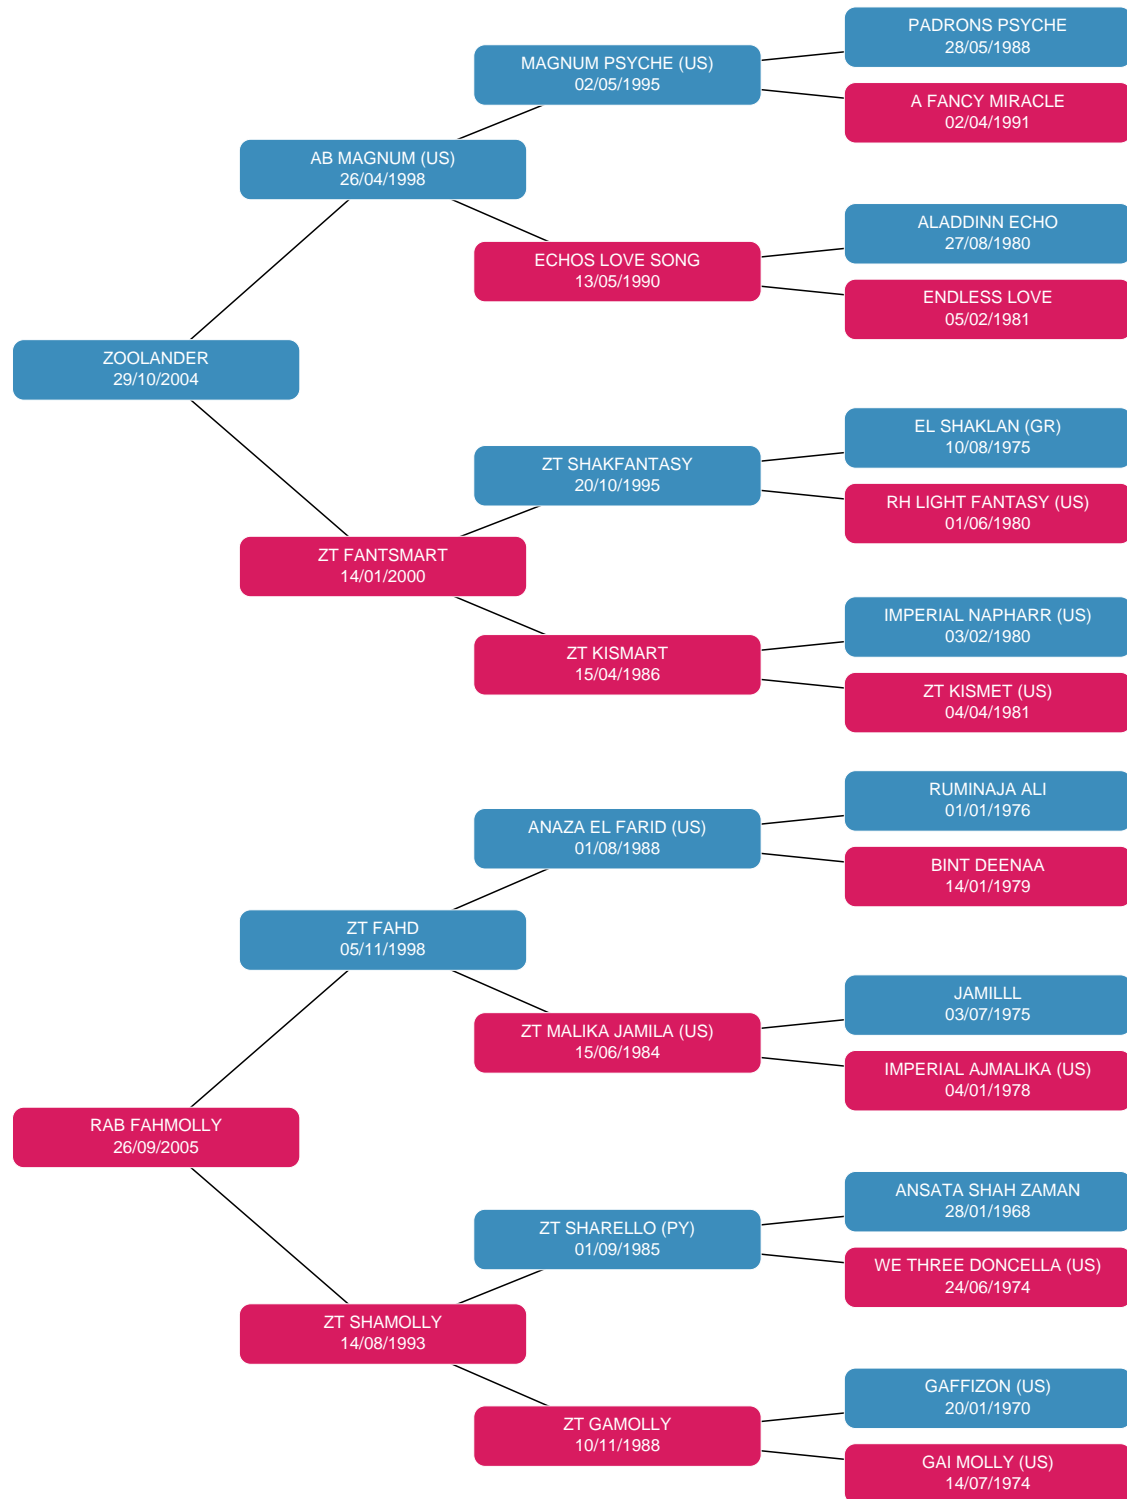 PADRONS PSYCHE
28/05/1988
MAGNUM PSYCHE (US)
02/05/1995
A FANCY MIRACLE
02/04/1991
AB MAGNUM (US)
26/04/1998
ALADDINN ECHO
27/08/1980
ECHOS LOVE SONG
13/05/1990
ENDLESS LOVE
05/02/1981
ZOOLANDER
29/10/2004
EL SHAKLAN (GR)
10/08/1975
ZT SHAKFANTASY
20/10/1995
RH LIGHT FANTASY (US)
01/06/1980
ZT FANTSMART
14/01/2000
IMPERIAL NAPHARR (US)
03/02/1980
ZT KISMART
15/04/1986
ZT KISMET (US)
04/04/1981
RUMINAJA ALI
01/01/1976
ANAZA EL FARID (US)
01/08/1988
BINT DEENAA
14/01/1979
ZT FAHD
05/11/1998
JAMILLL
03/07/1975
ZT MALIKA JAMILA (US)
15/06/1984
IMPERIAL AJMALIKA (US)
04/01/1978
RAB FAHMOLLY
26/09/2005
ANSATA SHAH ZAMAN
28/01/1968
ZT SHARELLO (PY)
01/09/1985
WE THREE DONCELLA (US)
24/06/1974
ZT SHAMOLLY
14/08/1993
GAFFIZON (US)
20/01/1970
ZT GAMOLLY
10/11/1988
GAI MOLLY (US)
14/07/1974